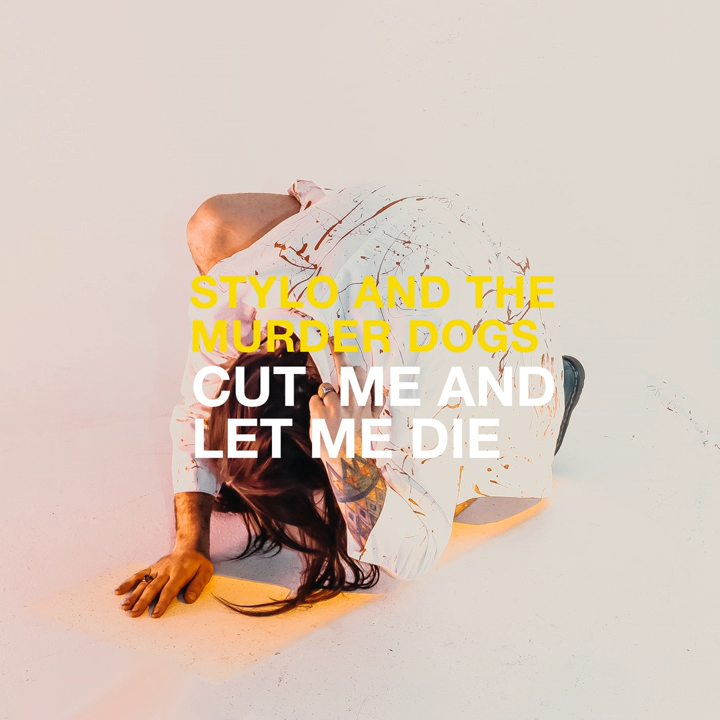 STYLO AND THE
MURDER DOGS
CUT ME AND
LET ME DIE